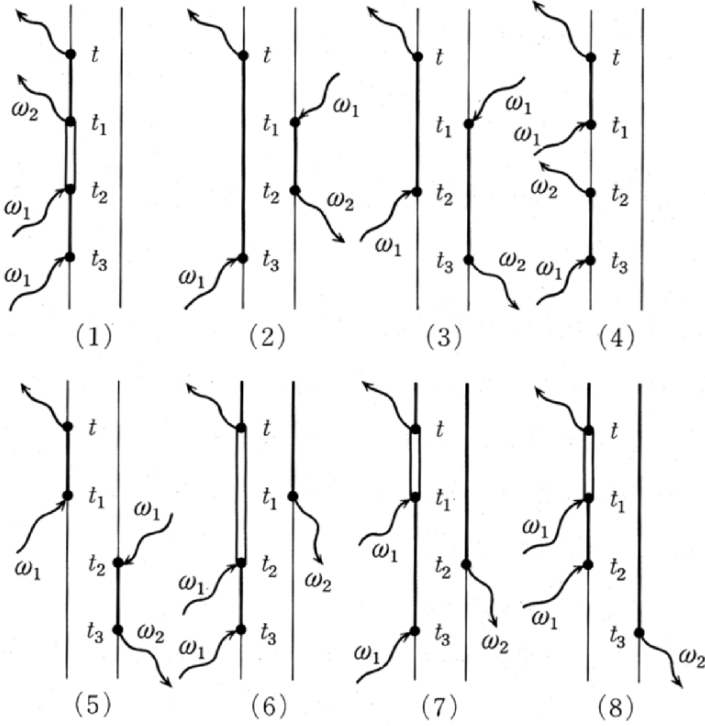 t t t t
ω₂ t₁ t₁ ω₁ t₁ ω₁ ω₁ t₁
ω₁ t₂ t₂ ω₂ ω₁ t₂ ω₂ t₂
ω₁ t₃ ω₁ t₃ t₃ ω₂ ω₁ t₃
(1) (2) (3) (4)
t t t t
ω₁ t₁ t₁ ω₂ ω₁ t₁ ω₁ t₁
t₂ ω₁ ω₁ t₂ t₂ ω₂ ω₁ t₂
t₃ ω₂ ω₁ t₃ ω₁ t₃ t₃ ω₂
(5) (6) (7) (8)